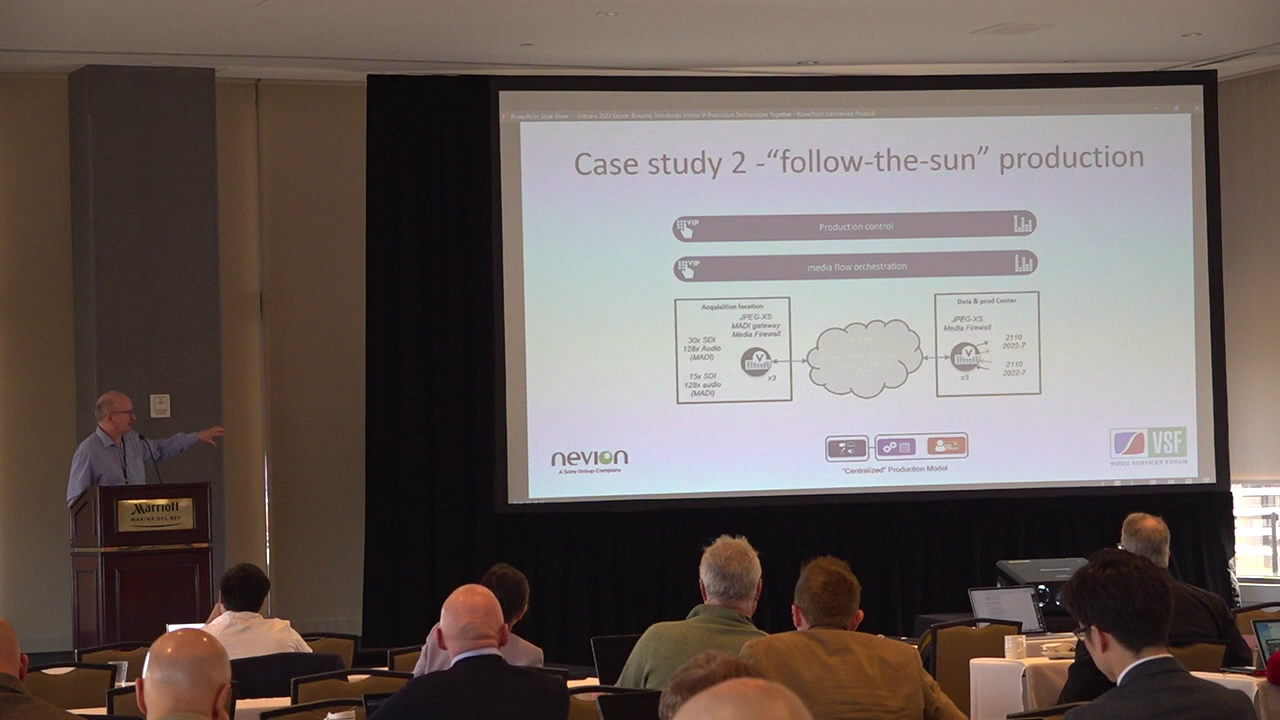 Case study 2 -“follow-the-sun” production
VIP
Production control
VIP
media flow orchestration
Acquisition location
JPEG-XS
MADI gateway
Media Firewall
30x SDI
128x Audio
(MADI)
15x SDI
128x audio
(MADI)
V
x3
Data & prod Center
JPEG-XS
Media Firewall
V
x3
2110
2022-7
2110
2022-7
nevion
A Sony Group Company
"Centralized" Production Model
VSF
VIDEO SERVICES FORUM
Marriott
MARINA DEL REY